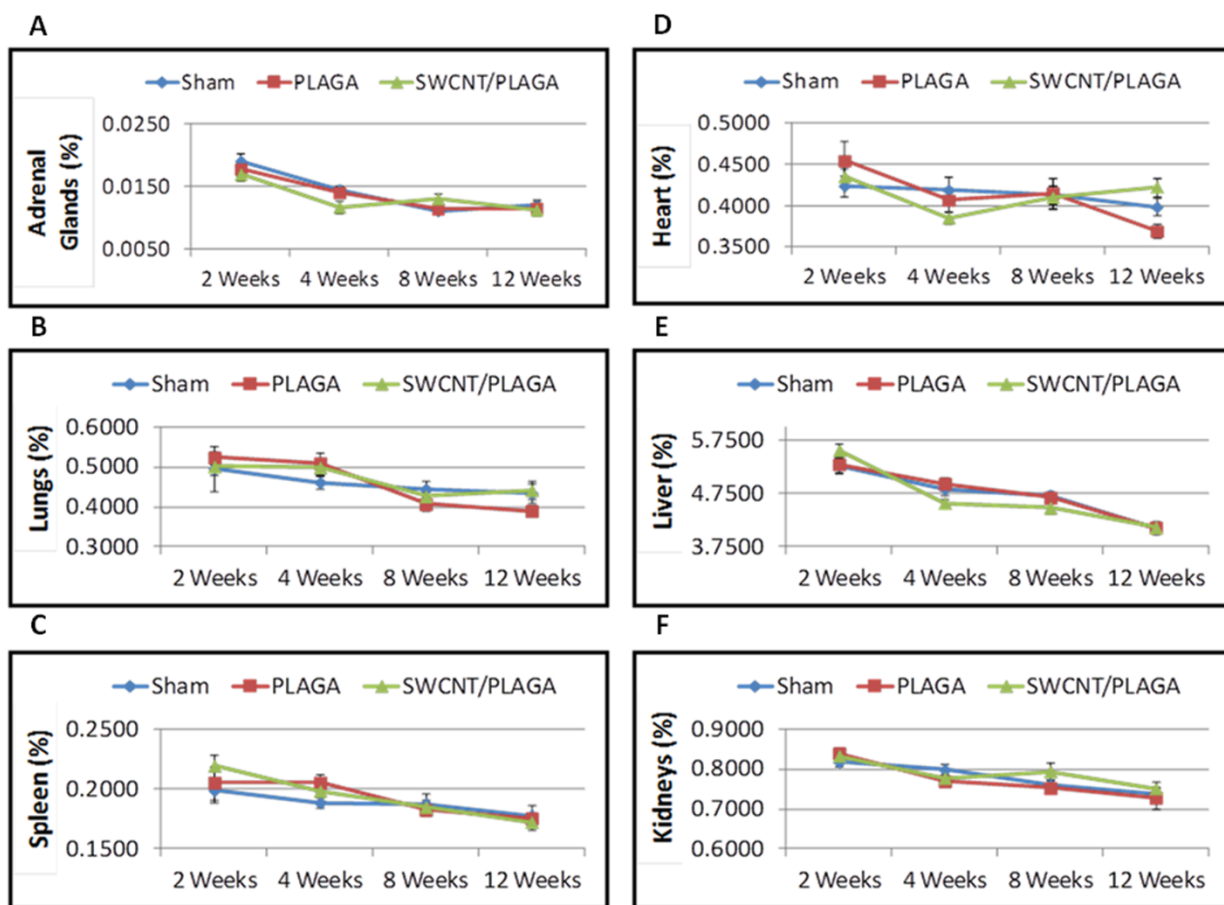 A
Sham PLAGA SWCNT/PLAGA
Adrenal
Glands (%)
0.0250
0.0150
0.0050
2 Weeks 4 Weeks 8 Weeks 12 Weeks
D
Sham PLAGA SWCNT/PLAGA
Heart (%)
0.5000
0.4500
0.4000
0.3500
2 Weeks 4 Weeks 8 Weeks 12 Weeks
B
Sham PLAGA SWCNT/PLAGA
Lungs (%)
0.6000
0.5000
0.4000
0.3000
2 Weeks 4 Weeks 8 Weeks 12 Weeks
E
Sham PLAGA SWCNT/PLAGA
Liver (%)
5.7500
4.7500
3.7500
2 Weeks 4 Weeks 8 Weeks 12 Weeks
C
Sham PLAGA SWCNT/PLAGA
Spleen (%)
0.2500
0.2000
0.1500
2 Weeks 4 Weeks 8 Weeks 12 Weeks
F
Sham PLAGA SWCNT/PLAGA
Kidneys (%)
0.9000
0.8000
0.7000
0.6000
2 Weeks 4 Weeks 8 Weeks 12 Weeks